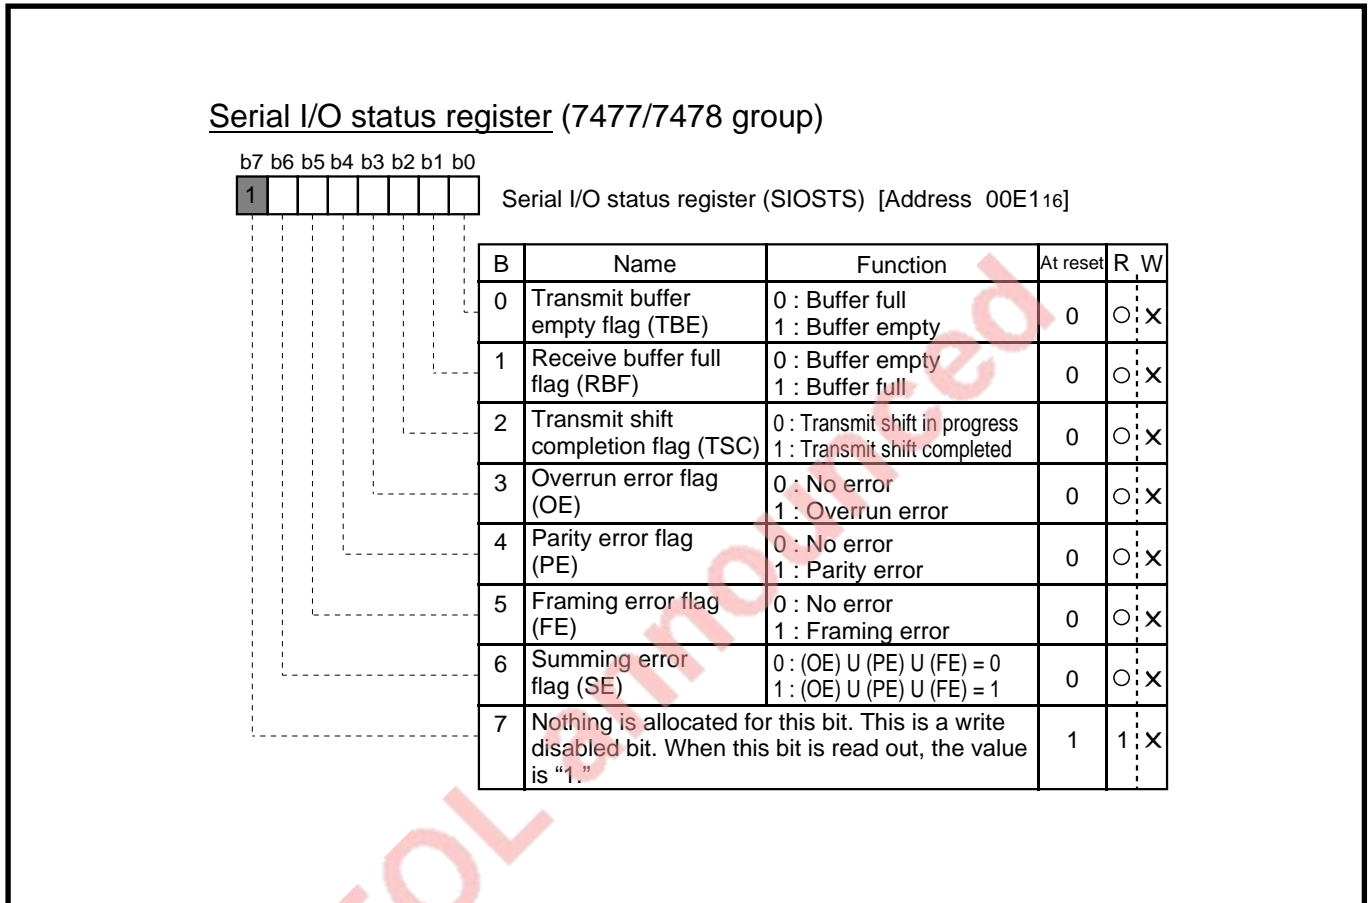 Serial I/O status register (7477/7478 group)
b7 b6 b5 b4 b3 b2 b1 b0
1
Serial I/O status register (SIOSTS) [Address 00E116]
B Name Function At reset R W
0 Transmit buffer empty flag (TBE) 0 : Buffer full 1 : Buffer empty 0 ○ ×
1 Receive buffer full flag (RBF) 0 : Buffer empty 1 : Buffer full 0 ○ ×
2 Transmit shift completion flag (TSC) 0 : Transmit shift in progress 1 : Transmit shift completed 0 ○ ×
3 Overrun error flag (OE) 0 : No error 1 : Overrun error 0 ○ ×
4 Parity error flag (PE) 0 : No error 1 : Parity error 0 ○ ×
5 Framing error flag (FE) 0 : No error 1 : Framing error 0 ○ ×
6 Summing error flag (SE) 0 : (OE) U (PE) U (FE) = 0 1 : (OE) U (PE) U (FE) = 1 0 ○ ×
7 Nothing is allocated for this bit. This is a write disabled bit. When this bit is read out, the value is “1.” 1 1 ×
EOL announced